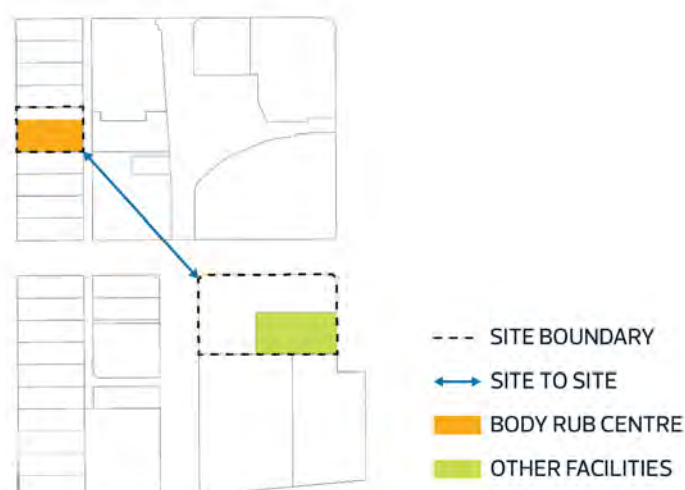 SITE BOUNDARY
SITE TO SITE
BODY RUB CENTRE
OTHER FACILITIES